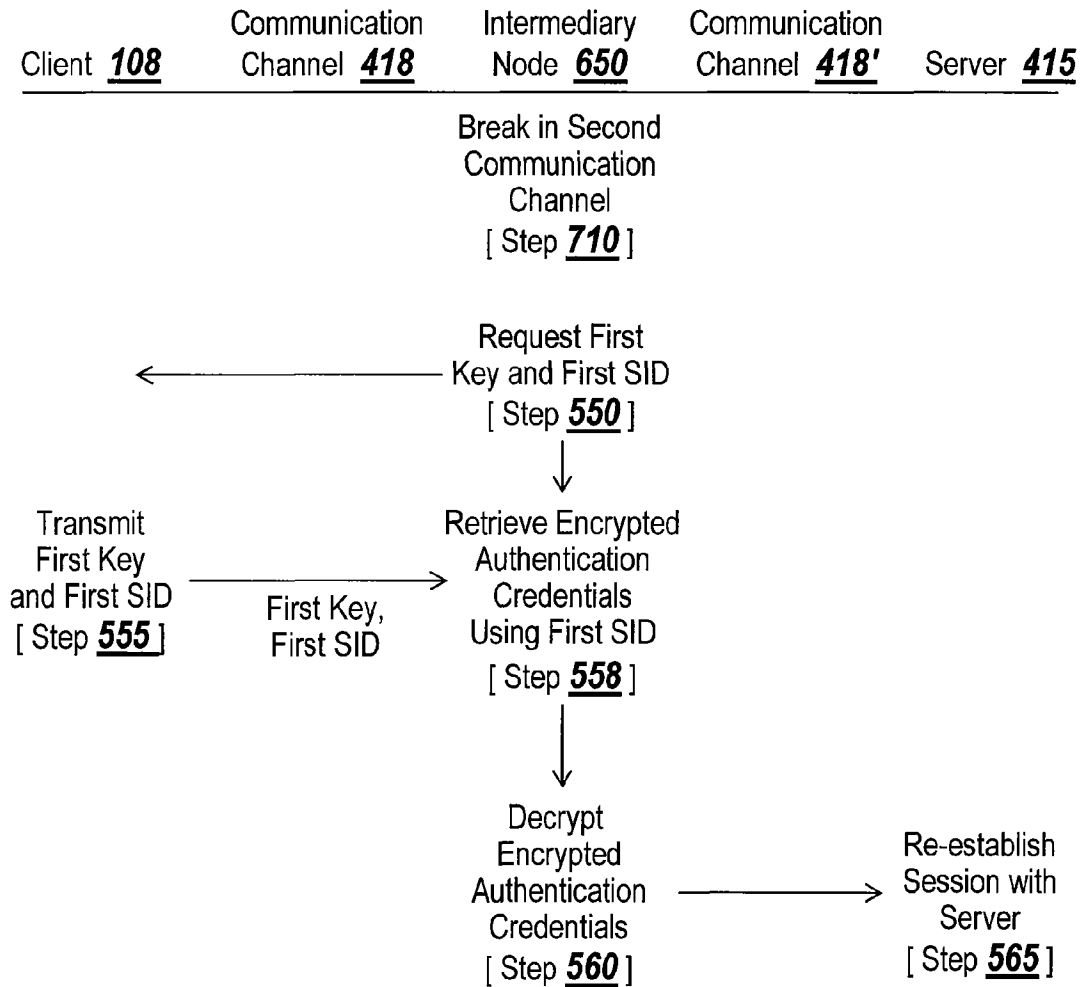 Client 108
Communication
Channel 418
Intermediary
Node 650
Communication
Channel 418'
Server 415
Break in Second
Communication
Channel
[ Step 710 ]
Request First
Key and First SID
[ Step 550 ]
Transmit
First Key
and First SID
[ Step 555 ]
First Key,
First SID
Retrieve Encrypted
Authentication
Credentials
Using First SID
[ Step 558 ]
Decrypt
Encrypted
Authentication
Credentials
[ Step 560 ]
Re-establish
Session with
Server
[ Step 565 ]